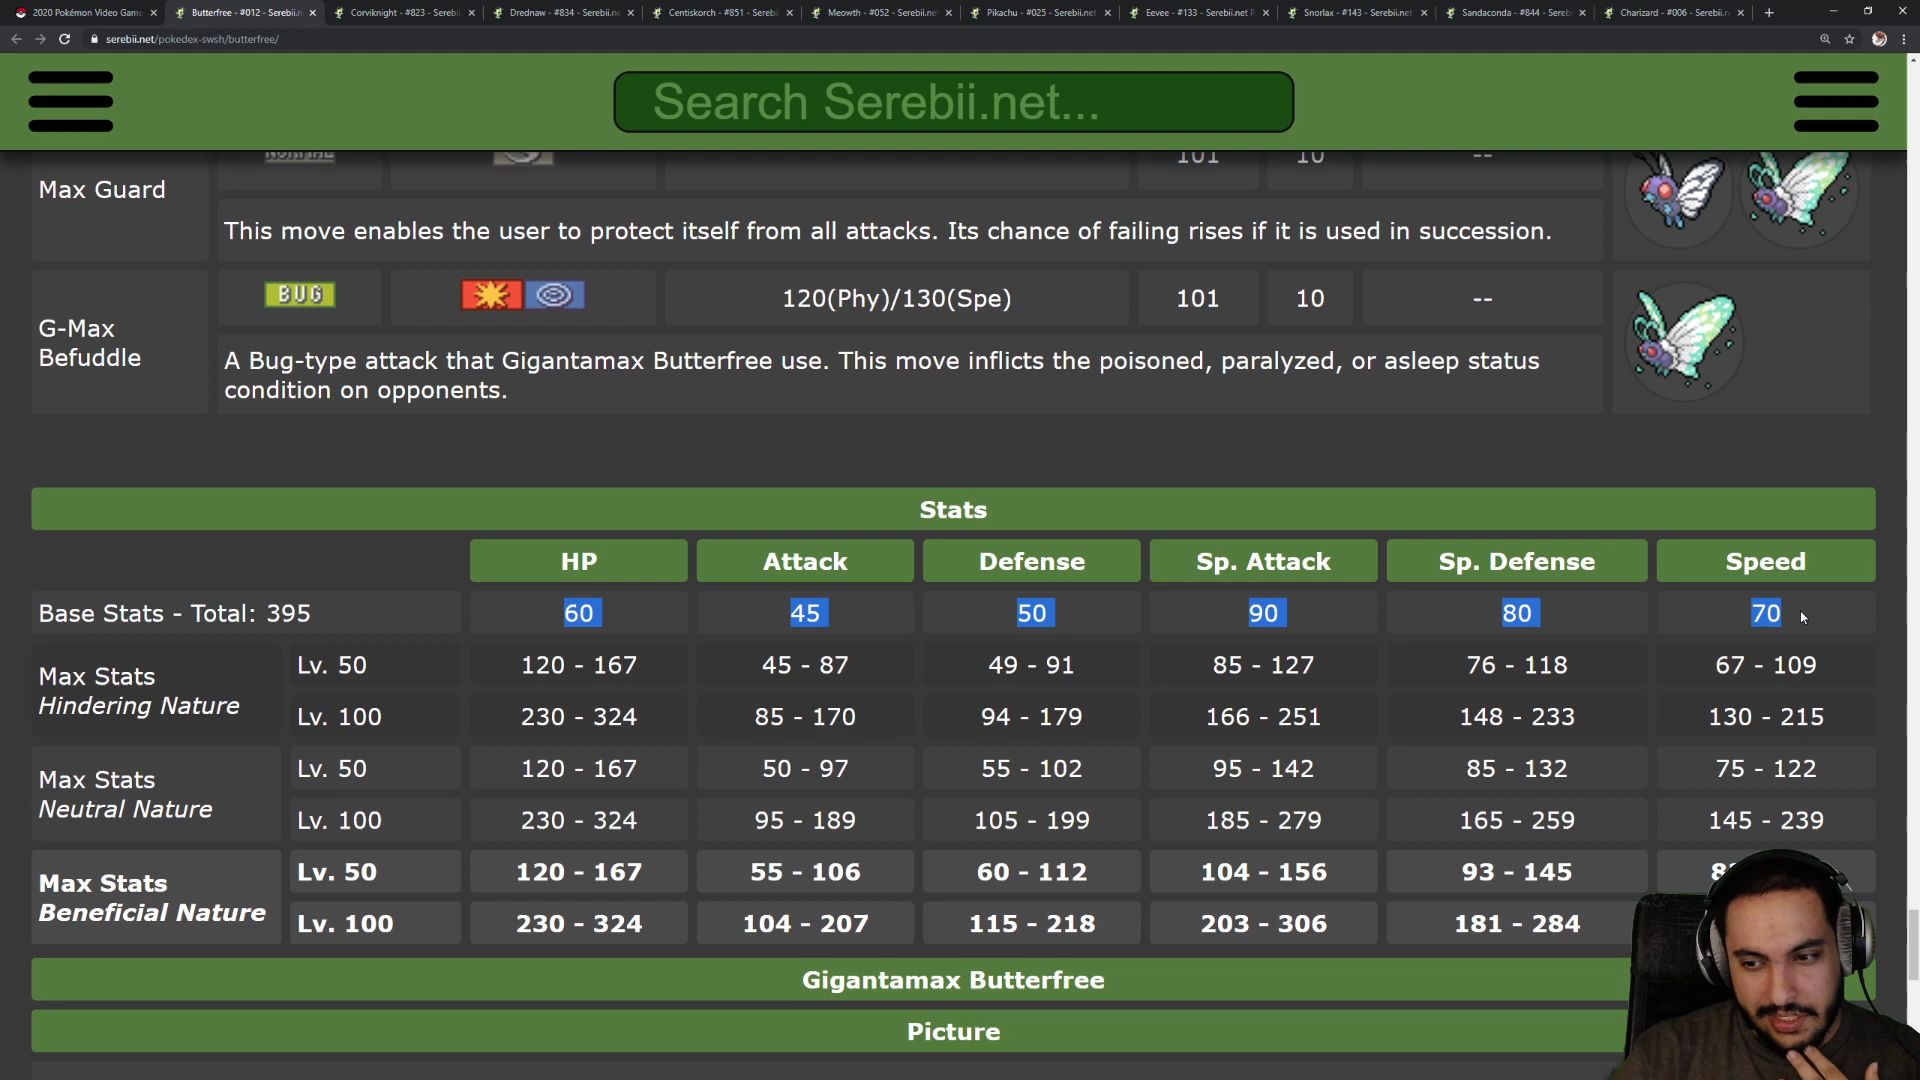 2020 Pokémon Video Game
Butterfree - #012 - Serebii.n
Corviknight - #823 - Serebii
Drednaw - #834 - Serebii.ne
Centiskorch - #851 - Serebii
Meowth - #052 - Serebii.net
Pikachu - #025 - Serebii.net
Eevee - #133 - Serebii.net P
Snorlax - #143 - Serebii.net
Sandaconda - #844 - Sereb
Charizard - #006 - Serebii.n
serebii.net/pokedex-swsh/butterfree/
Search Serebii.net...
101 10 --
Max Guard
This move enables the user to protect itself from all attacks. Its chance of failing rises if it is used in succession.
BUG 120(Phy)/130(Spe) 101 10 --
G-Max
Befuddle
A Bug-type attack that Gigantamax Butterfree use. This move inflicts the poisoned, paralyzed, or asleep status
condition on opponents.
Stats
HP Attack Defense Sp. Attack Sp. Defense Speed
Base Stats - Total: 395 60 45 50 90 80 70
Max Stats
Hindering Nature
Lv. 50 120 - 167 45 - 87 49 - 91 85 - 127 76 - 118 67 - 109
Lv. 100 230 - 324 85 - 170 94 - 179 166 - 251 148 - 233 130 - 215
Max Stats
Neutral Nature
Lv. 50 120 - 167 50 - 97 55 - 102 95 - 142 85 - 132 75 - 122
Lv. 100 230 - 324 95 - 189 105 - 199 185 - 279 165 - 259 145 - 239
Max Stats
Beneficial Nature
Lv. 50 120 - 167 55 - 106 60 - 112 104 - 156 93 - 145
Lv. 100 230 - 324 104 - 207 115 - 218 203 - 306 181 - 284
Gigantamax Butterfree
Picture